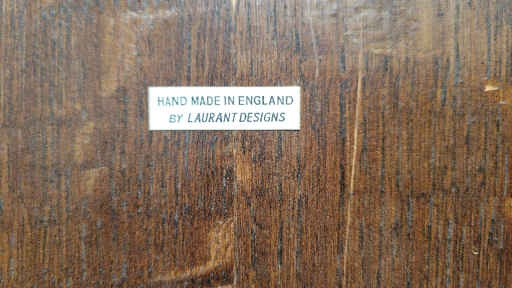 HAND MADE IN ENGLAND
BY LAURANT DESIGNS